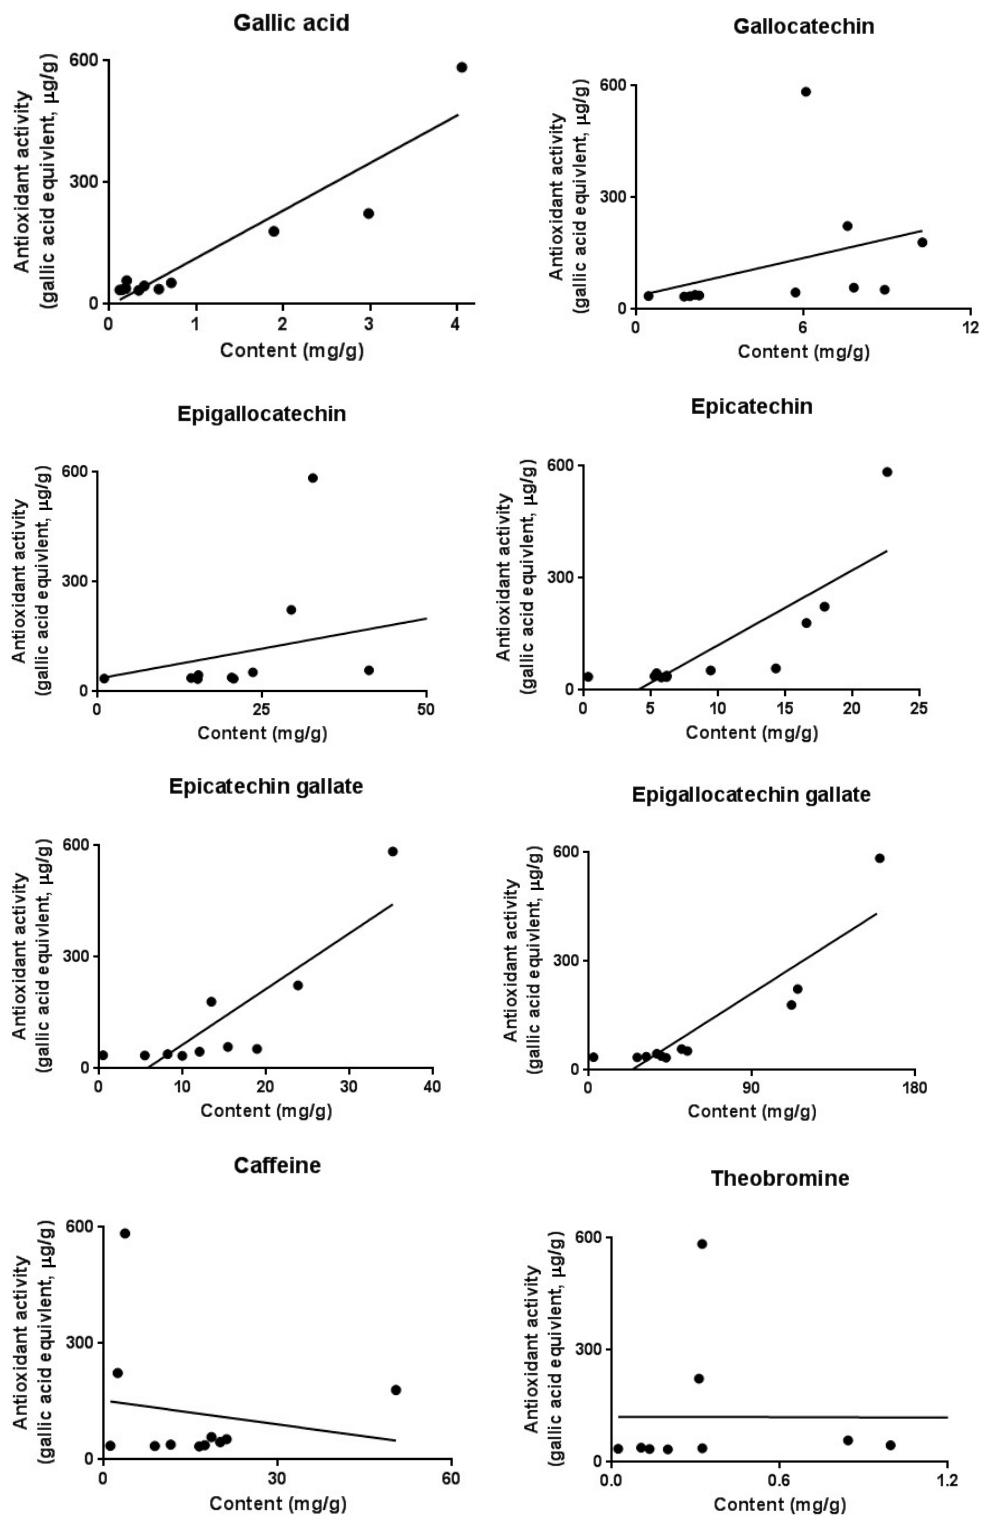 Gallic acid
Antioxidant activity
(gallic acid equivlent, µg/g)
600
300
0
0 1 2 3 4
Content (mg/g)
Gallocatechin
Antioxidant activity
(gallic acid equivlent, µg/g)
600
300
0
0 6 12
Content (mg/g)
Epigallocatechin
Antioxidant activity
(gallic acid equivlent, µg/g)
600
300
0
0 25 50
Content (mg/g)
Epicatechin
Antioxidant activity
(gallic acid equivlent, µg/g)
600
300
0
0 5 10 15 20 25
Content (mg/g)
Epicatechin gallate
Antioxidant activity
(gallic acid equivlent, µg/g)
600
300
0
0 10 20 30 40
Content (mg/g)
Epigallocatechin gallate
Antioxidant activity
(gallic acid equivlent, µg/g)
600
300
0
0 90 180
Content (mg/g)
Caffeine
Antioxidant activity
(gallic acid equivlent, µg/g)
600
300
0
0 30 60
Content (mg/g)
Theobromine
Antioxidant activity
(gallic acid equivlent, µg/g)
600
300
0
0.0 0.6 1.2
Content (mg/g)